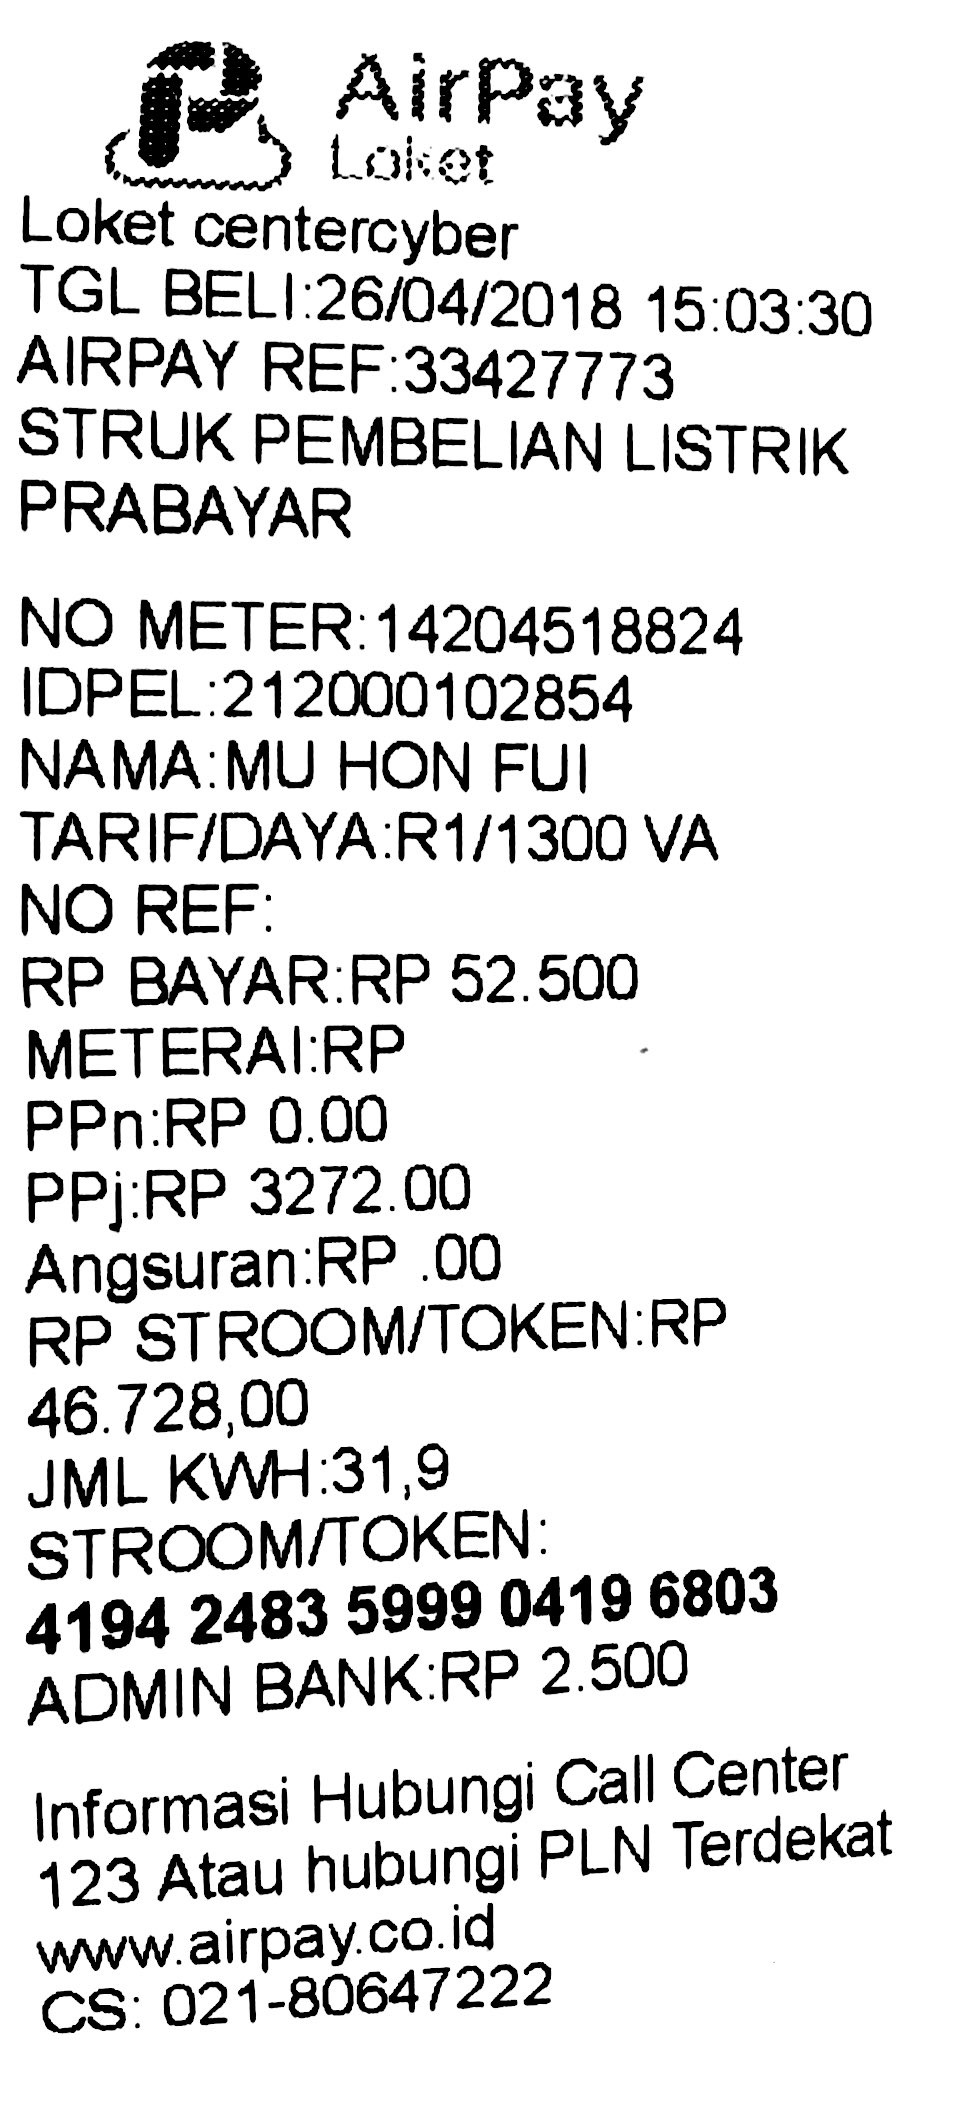 AirPay
Loket
Loket centercyber
TGL BELI:26/04/2018 15:03:30
AIRPAY REF:33427773
STRUK PEMBELIAN LISTRIK
PRABAYAR
NO METER:14204518824
IDPEL:212000102854
NAMA:MU HON FUI
TARIF/DAYA:R1/1300 VA
NO REF:
RP BAYAR:RP 52.500
METERAI:RP
PPn:RP 0.00
PPj:RP 3272.00
Angsuran:RP .00
RP STROOM/TOKEN:RP
46.728,00
JML KWH:31,9
STROOM/TOKEN:
4194 2483 5999 0419 6803
ADMIN BANK:RP 2.500
Informasi Hubungi Call Center
123 Atau hubungi PLN Terdekat
www.airpay.co.id
CS: 021-80647222